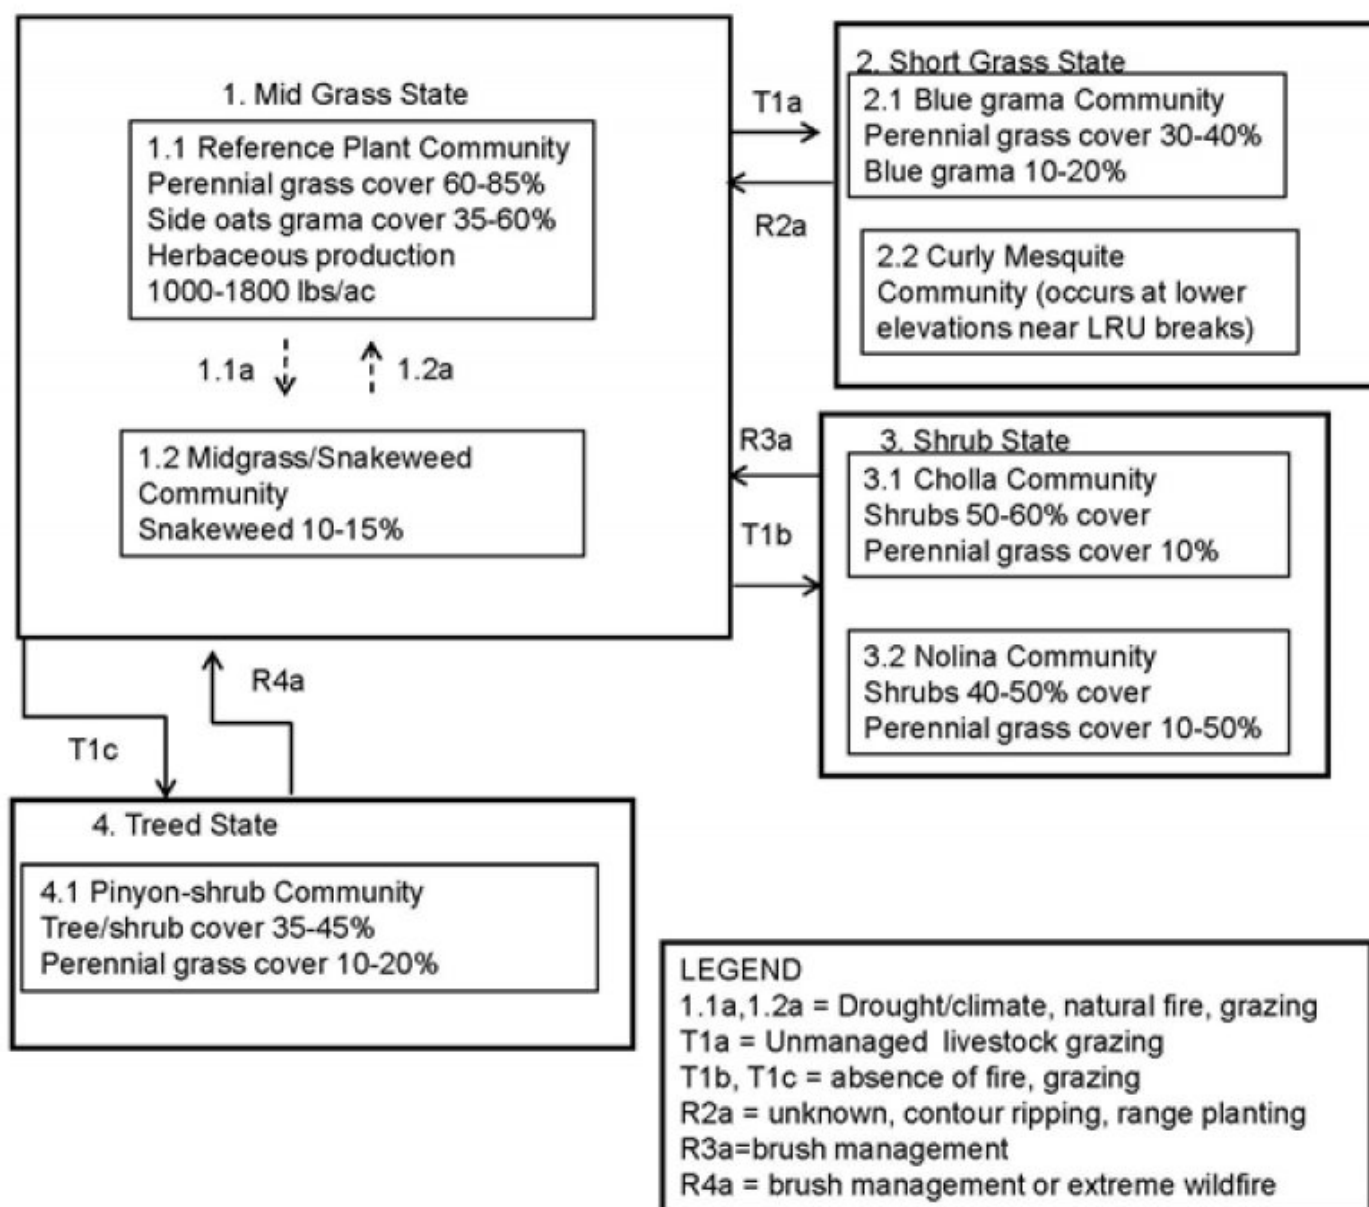 1. Mid Grass State
1.1 Reference Plant Community
Perennial grass cover 60-85%
Side oats grama cover 35-60%
Herbaceous production
1000-1800 lbs/ac
1.1a
1.2a
1.2 Midgrass/Snakeweed
Community
Snakeweed 10-15%
T1a
R2a
2. Short Grass State
2.1 Blue grama Community
Perennial grass cover 30-40%
Blue grama 10-20%
2.2 Curly Mesquite
Community (occurs at lower
elevations near LRU breaks)
R3a
T1b
3. Shrub State
3.1 Cholla Community
Shrubs 50-60% cover
Perennial grass cover 10%
3.2 Nolina Community
Shrubs 40-50% cover
Perennial grass cover 10-50%
R4a
T1c
4. Treed State
4.1 Pinyon-shrub Community
Tree/shrub cover 35-45%
Perennial grass cover 10-20%
LEGEND
1.1a,1.2a = Drought/climate, natural fire, grazing
T1a = Unmanaged livestock grazing
T1b, T1c = absence of fire, grazing
R2a = unknown, contour ripping, range planting
R3a=brush management
R4a = brush management or extreme wildfire